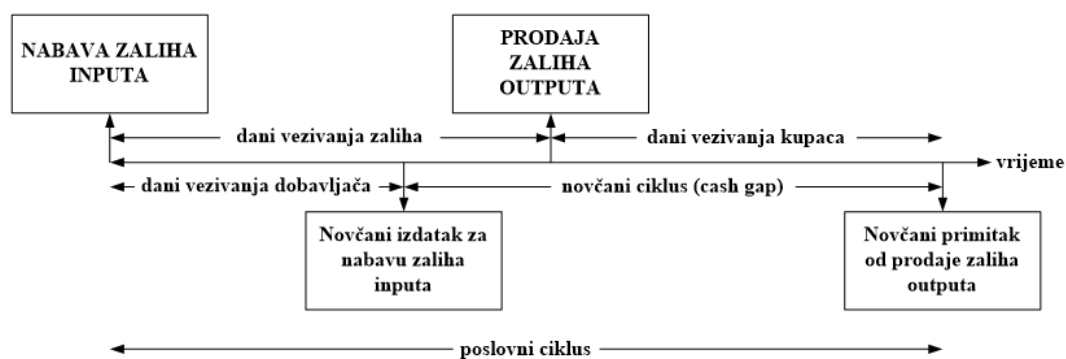 NABAVA ZALIHA
INPUTA
PRODAJA
ZALIHA
OUTPUTA
dani vezivanja zaliha
dani vezivanja kupaca
vrijeme
dani vezivanja dobavljača
novčani ciklus (cash gap)
Novčani izdatak za
nabavu zaliha
inputa
Novčani primitak
od prodaje zaliha
outputa
poslovni ciklus